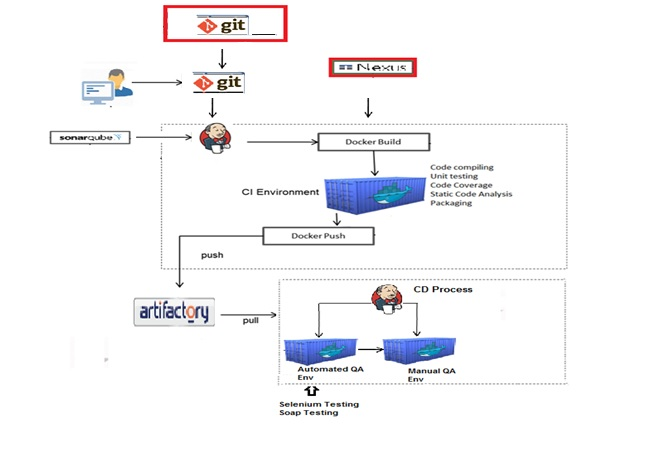 git
git
Nexus
sonarqube
Docker Build
Code compiling
Unit testing
Code Coverage
Static Code Analysis
Packaging
CI Environment
Docker Push
push
CD Process
artifactory
pull
Automated QA
Env
Manual QA
Env
Selenium Testing
Soap Testing